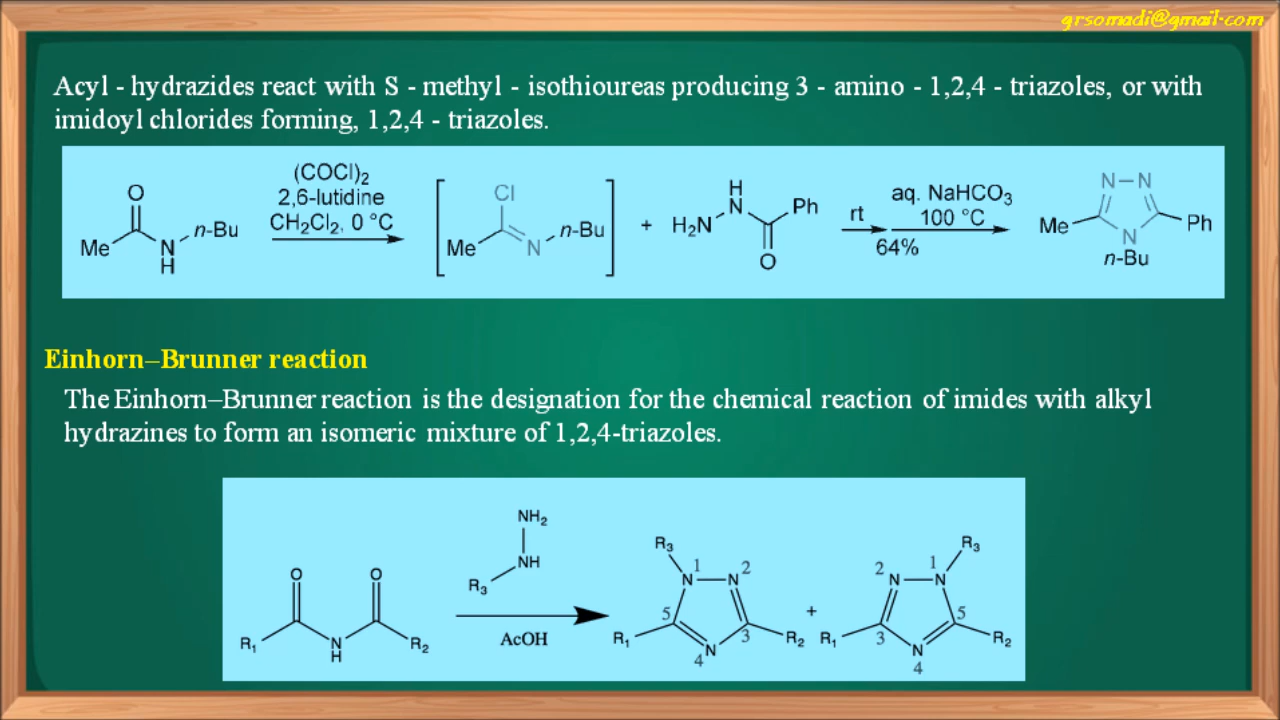 grsomadi@gmail.com
Acyl - hydrazides react with S - methyl - isothioureas producing 3 - amino - 1,2,4 - triazoles, or with
imidoyl chlorides forming, 1,2,4 - triazoles.
O
Me
N
H
n-Bu
(COCl)2
2,6-lutidine
CH2Cl2, 0 °C
Cl
Me
N
n-Bu
+
H2N
H
N
Ph
O
rt
64%
aq. NaHCO3
100 °C
N
N
Me
Ph
N
n-Bu
Einhorn–Brunner reaction
The Einhorn–Brunner reaction is the designation for the chemical reaction of imides with alkyl
hydrazines to form an isomeric mixture of 1,2,4-triazoles.
O
O
R1
N
H
R2
NH2
NH
R3
AcOH
R3
1
2
N
N
5
R1
3
R2
N
4
+
R3
2
1
N
N
5
R1
3
R2
N
4